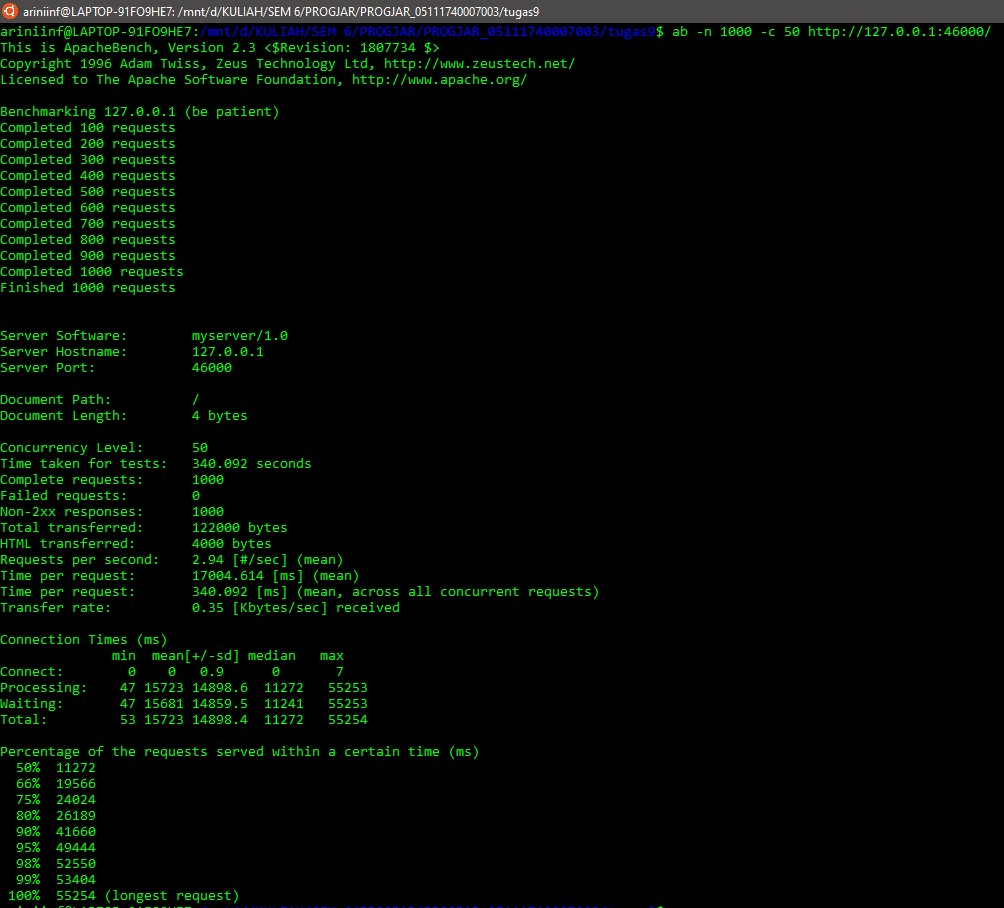 ariniinf@LAPTOP-91FO9HE7: /mnt/d/KULIAH/SEM 6/PROGJAR/PROGJAR_05111740007003/tugas9
ariniinf@LAPTOP-91FO9HE7:/mnt/d/KULIAH/SEM 6/PROGJAR/PROGJAR_05111740007003/tugas9$ ab -n 1000 -c 50 http://127.0.0.1:46000/
This is ApacheBench, Version 2.3 <$Revision: 1807734 $>
Copyright 1996 Adam Twiss, Zeus Technology Ltd, http://www.zeustech.net/
Licensed to The Apache Software Foundation, http://www.apache.org/
Benchmarking 127.0.0.1 (be patient)
Completed 100 requests
Completed 200 requests
Completed 300 requests
Completed 400 requests
Completed 500 requests
Completed 600 requests
Completed 700 requests
Completed 800 requests
Completed 900 requests
Completed 1000 requests
Finished 1000 requests
Server Software:        myserver/1.0
Server Hostname:        127.0.0.1
Server Port:            46000
Document Path:          /
Document Length:        4 bytes
Concurrency Level:      50
Time taken for tests:   340.092 seconds
Complete requests:      1000
Failed requests:        0
Non-2xx responses:      1000
Total transferred:      122000 bytes
HTML transferred:       4000 bytes
Requests per second:    2.94 [#/sec] (mean)
Time per request:       17004.614 [ms] (mean)
Time per request:       340.092 [ms] (mean, across all concurrent requests)
Transfer rate:          0.35 [Kbytes/sec] received
Connection Times (ms)
              min  mean[+/-sd] median   max
Connect:        0    0   0.9      0       7
Processing:    47 15723 14898.6  11272   55253
Waiting:       47 15681 14859.5  11241   55253
Total:         53 15723 14898.4  11272   55254
Percentage of the requests served within a certain time (ms)
  50%  11272
  66%  19566
  75%  24024
  80%  26189
  90%  41660
  95%  49444
  98%  52550
  99%  53404
 100%  55254 (longest request)